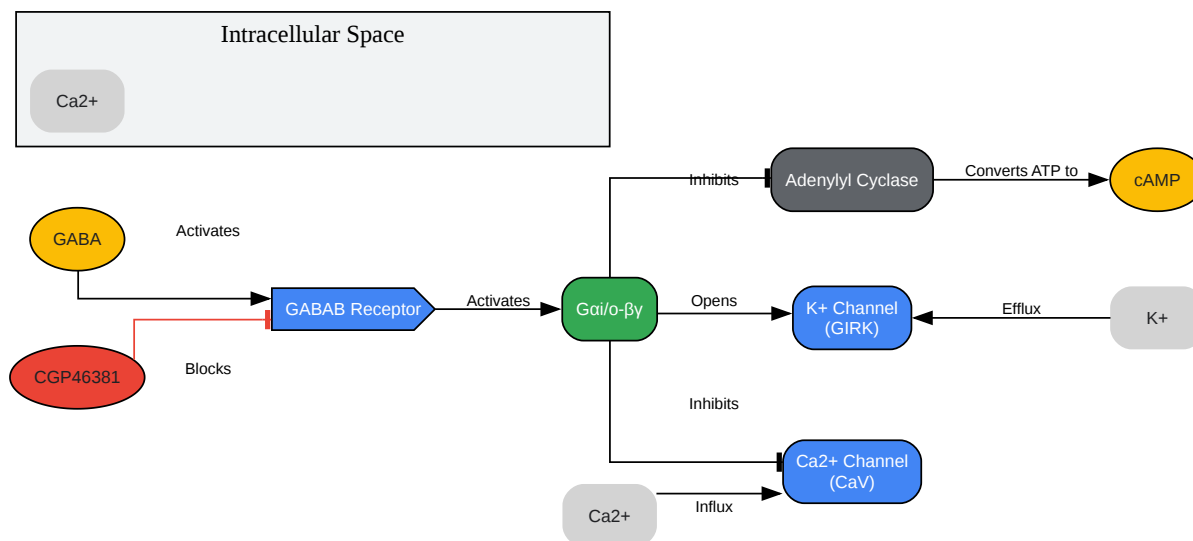 Intracellular Space
Ca2+
Inhibits
Adenylyl Cyclase
Converts ATP to
cAMP
GABA
Activates
GABAB Receptor
Activates
Gαi/o-βγ
Opens
K+ Channel
(GIRK)
Efflux
K+
CGP46381
Blocks
Inhibits
Ca2+ Channel
(CaV)
Ca2+
Influx